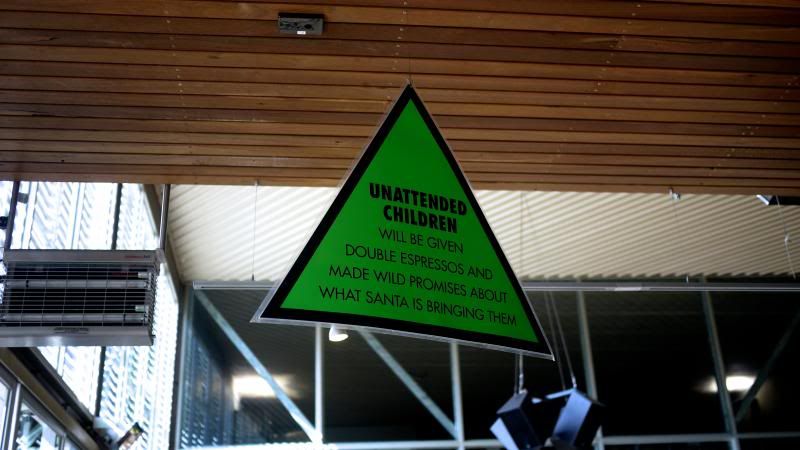 UNATTENDED
CHILDREN
WILL BE GIVEN
DOUBLE ESPRESSOS AND
MADE WILD PROMISES ABOUT
WHAT SANTA IS BRINGING THEM